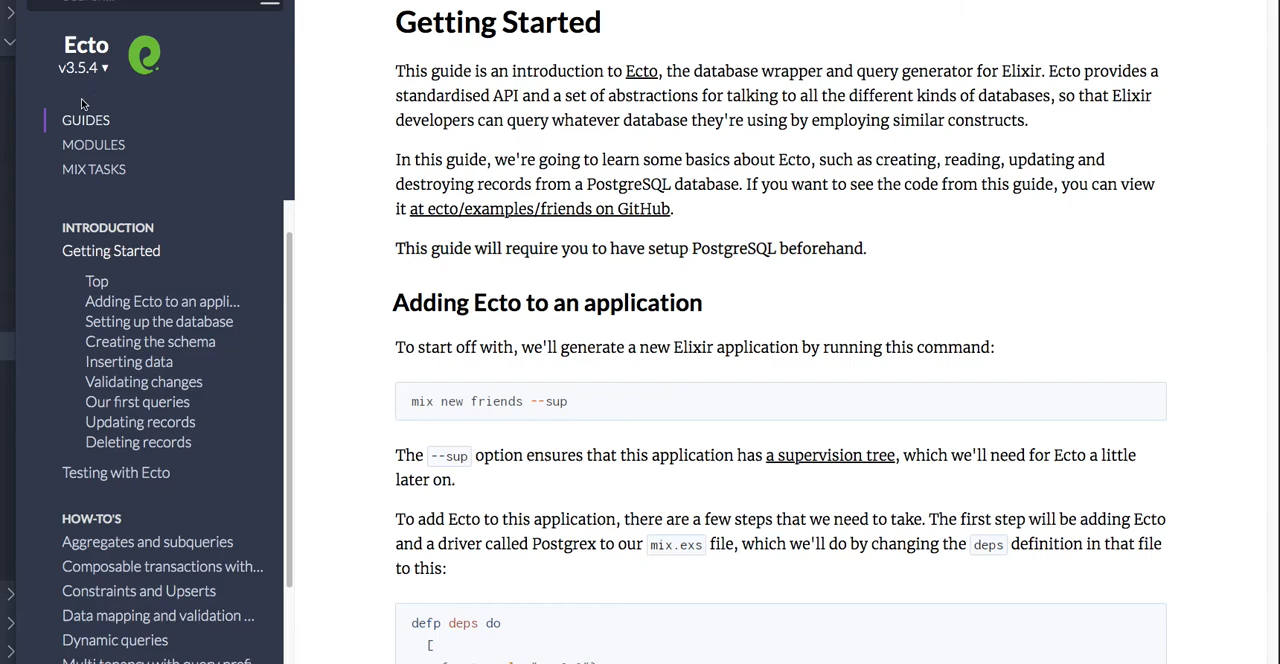 Ecto
v3.5.4 ▾
GUIDES
MODULES
MIX TASKS
INTRODUCTION
Getting Started
Top
Adding Ecto to an appli...
Setting up the database
Creating the schema
Inserting data
Validating changes
Our first queries
Updating records
Deleting records
Testing with Ecto
HOW-TO'S
Aggregates and subqueries
Composable transactions with...
Constraints and Upserts
Data mapping and validation ...
Dynamic queries
Getting Started
This guide is an introduction to Ecto, the database wrapper and query generator for Elixir. Ecto provides a
standardised API and a set of abstractions for talking to all the different kinds of databases, so that Elixir
developers can query whatever database they're using by employing similar constructs.
In this guide, we're going to learn some basics about Ecto, such as creating, reading, updating and
destroying records from a PostgreSQL database. If you want to see the code from this guide, you can view
it at ecto/examples/friends on GitHub.
This guide will require you to have setup PostgreSQL beforehand.
Adding Ecto to an application
To start off with, we'll generate a new Elixir application by running this command:
mix new friends --sup
The --sup option ensures that this application has a supervision tree, which we'll need for Ecto a little
later on.
To add Ecto to this application, there are a few steps that we need to take. The first step will be adding Ecto
and a driver called Postgrex to our mix.exs file, which we'll do by changing the deps definition in that file
to this:
defp deps do
[